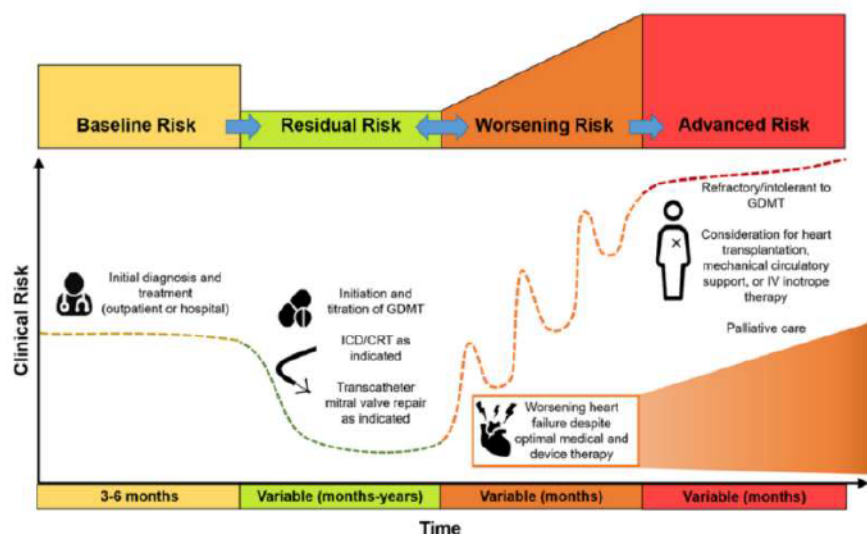 Baseline Risk
Residual Risk
Worsening Risk
Advanced Risk
Clinical Risk
Initial diagnosis and
treatment
(outpatient or hospital)
Initiation and
titration of GDMT
ICD/CRT as
indicated
Transcatheter
mitral valve repair
as indicated
Worsening heart
failure despite
optimal medical and
device therapy
Refractory/intolerant to
GDMT
Consideration for heart
transplantation,
mechanical circulatory
support, or IV inotrope
therapy
Palliative care
3-6 months
Variable (months-years)
Variable (months)
Variable (months)
Time